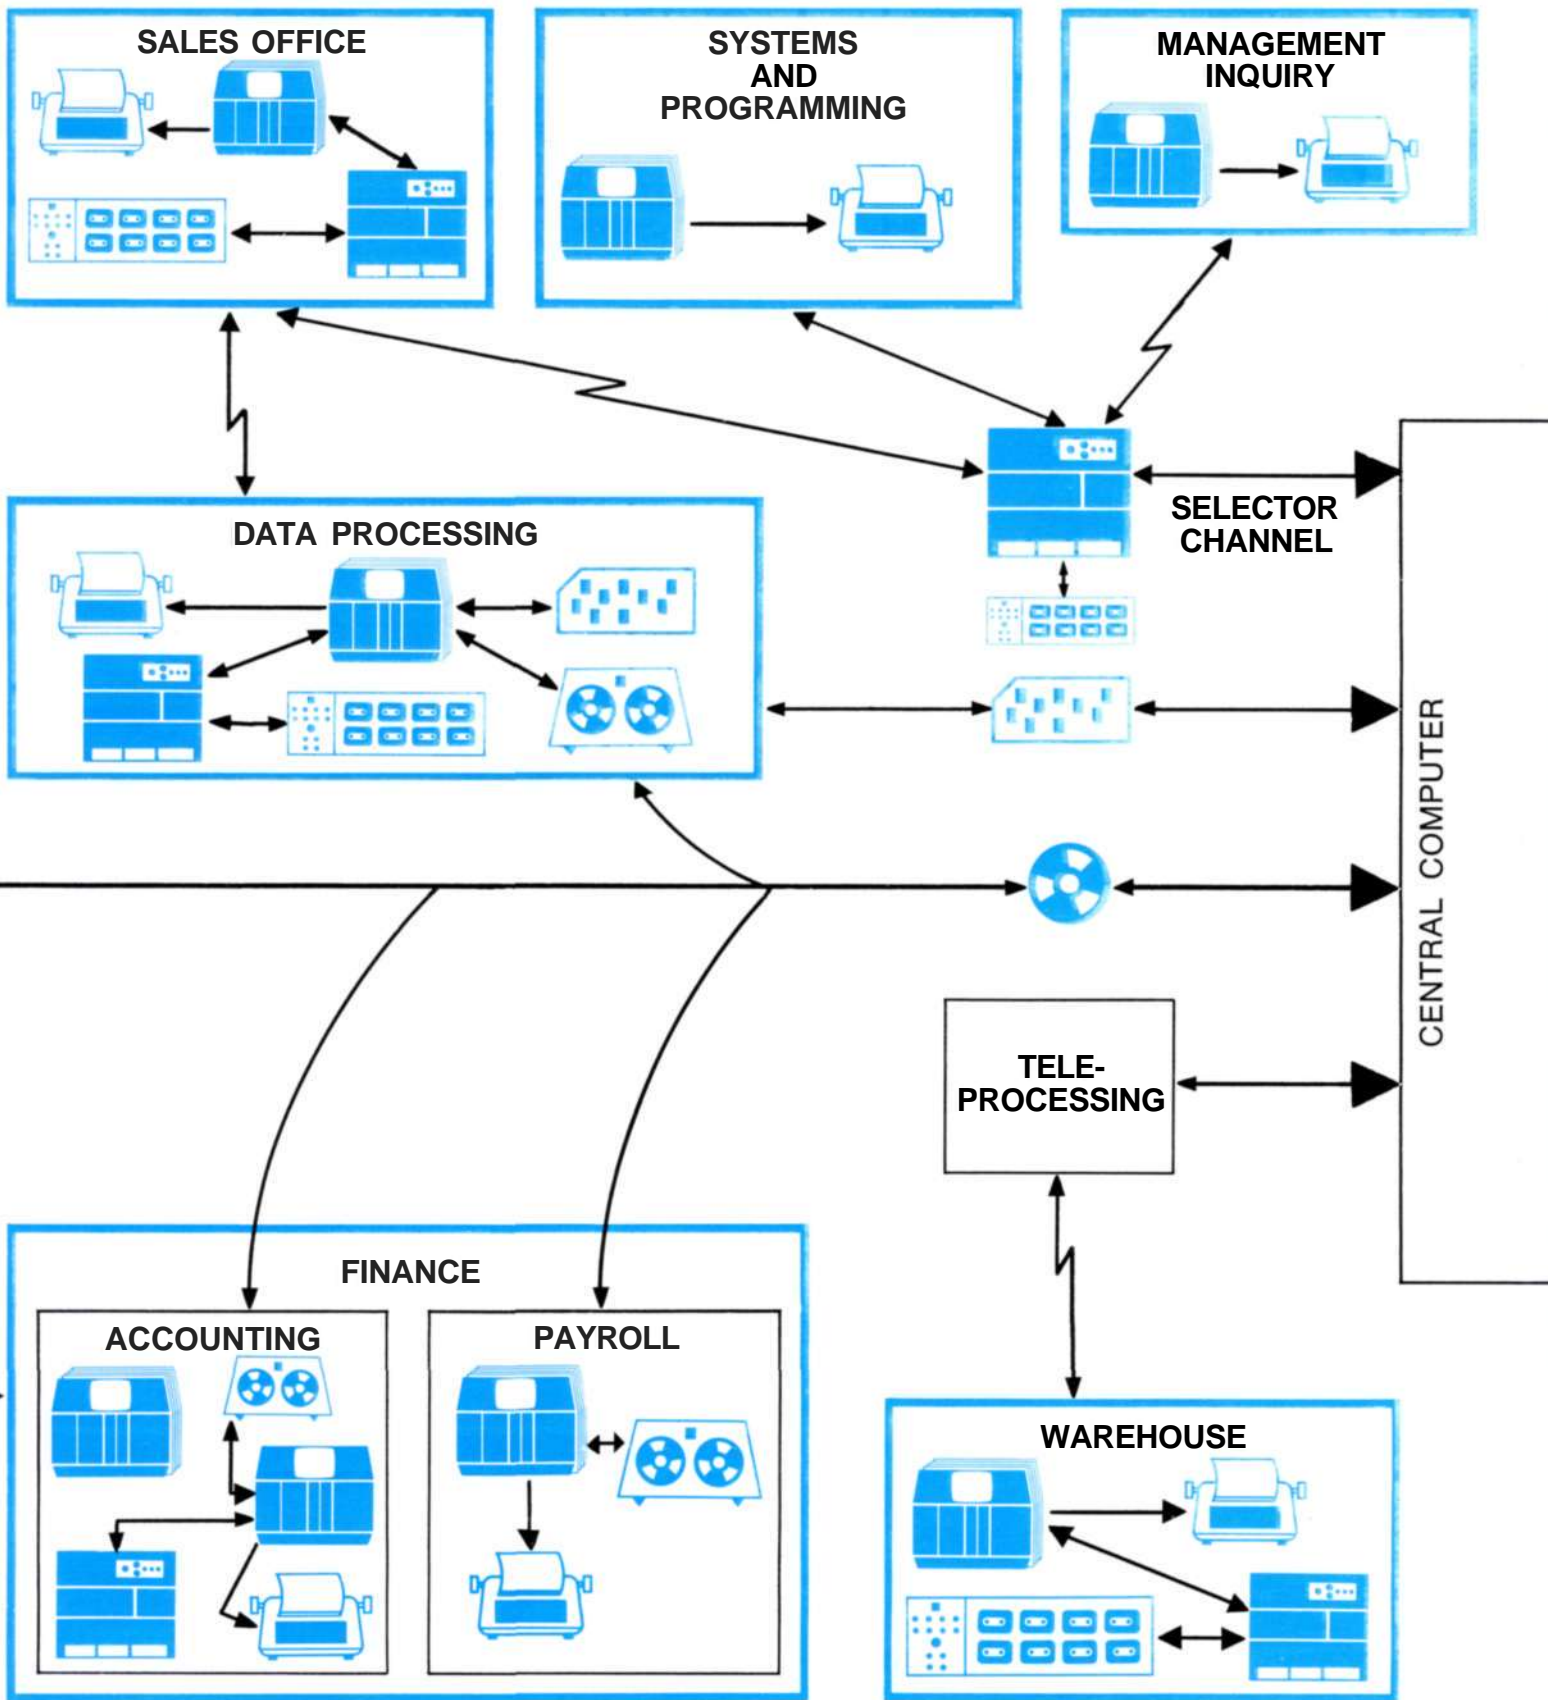 SALES OFFICE
SYSTEMS
AND
PROGRAMMING
MANAGEMENT
INQUIRY
DATA PROCESSING
SELECTOR
CHANNEL
CENTRAL COMPUTER
TELE-
PROCESSING
FINANCE
ACCOUNTING
PAYROLL
WAREHOUSE